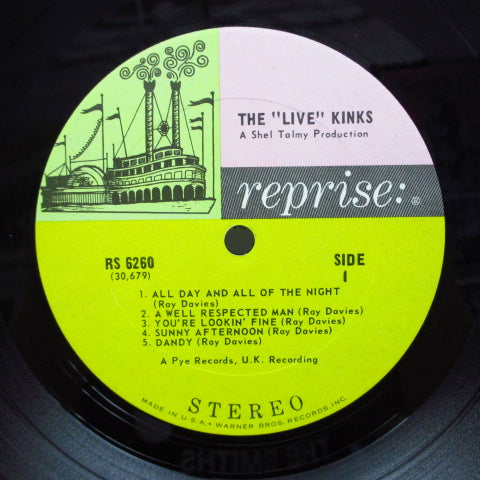 THE "LIVE" KINKS
A Shel Talmy Production
reprise: ®
RS 6260
(30,679)
SIDE
1
1. ALL DAY AND ALL OF THE NIGHT
(Ray Davies)
2. A WELL RESPECTED MAN (Ray Davies)
3. YOU'RE LOOKIN' FINE (Ray Davies)
4. SUNNY AFTERNOON (Ray Davies)
5. DANDY (Ray Davies)
A Pye Records, U.K. Recording
STEREO
MADE IN U.S.A. • WARNER BROS. RECORDS, INC.
THE SMITHS